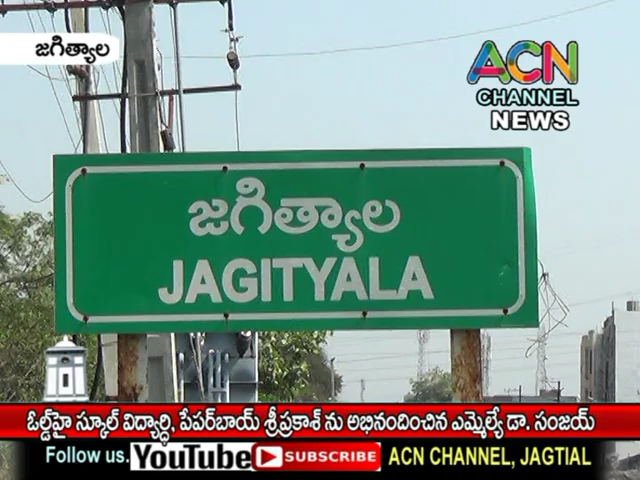 జగిత్యాల
ACN
CHANNEL
NEWS
జగిత్యాల
JAGITYALA
ఓల్డ్‌హై స్కూల్ విద్యార్ధి, పేపర్‌బాయ్ శ్రీప్రకాశ్ ను అభినందించిన ఎమ్మెల్యే డా. సంజయ్
Follow us. YouTube SUBSCRIBE ACN CHANNEL, JAGTIAL